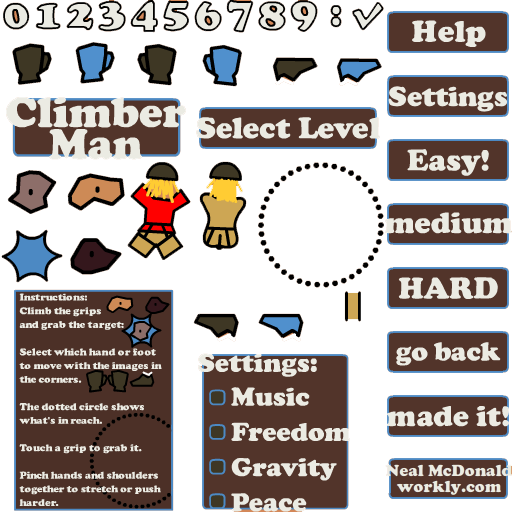 0123456789:✓
Help
Settings
Climber
Man
Select Level
Easy!
medium
HARD
go back
made it!
Neal McDonald
workly.com
Instructions:
Climb the grips
and grab the target:
Select which hand or foot
to move with the images in
the corners.
The dotted circle shows
what's in reach.
Touch a grip to grab it.
Pinch hands and shoulders
together to stretch or push
harder.
Settings:
Music
Freedom
Gravity
Peace